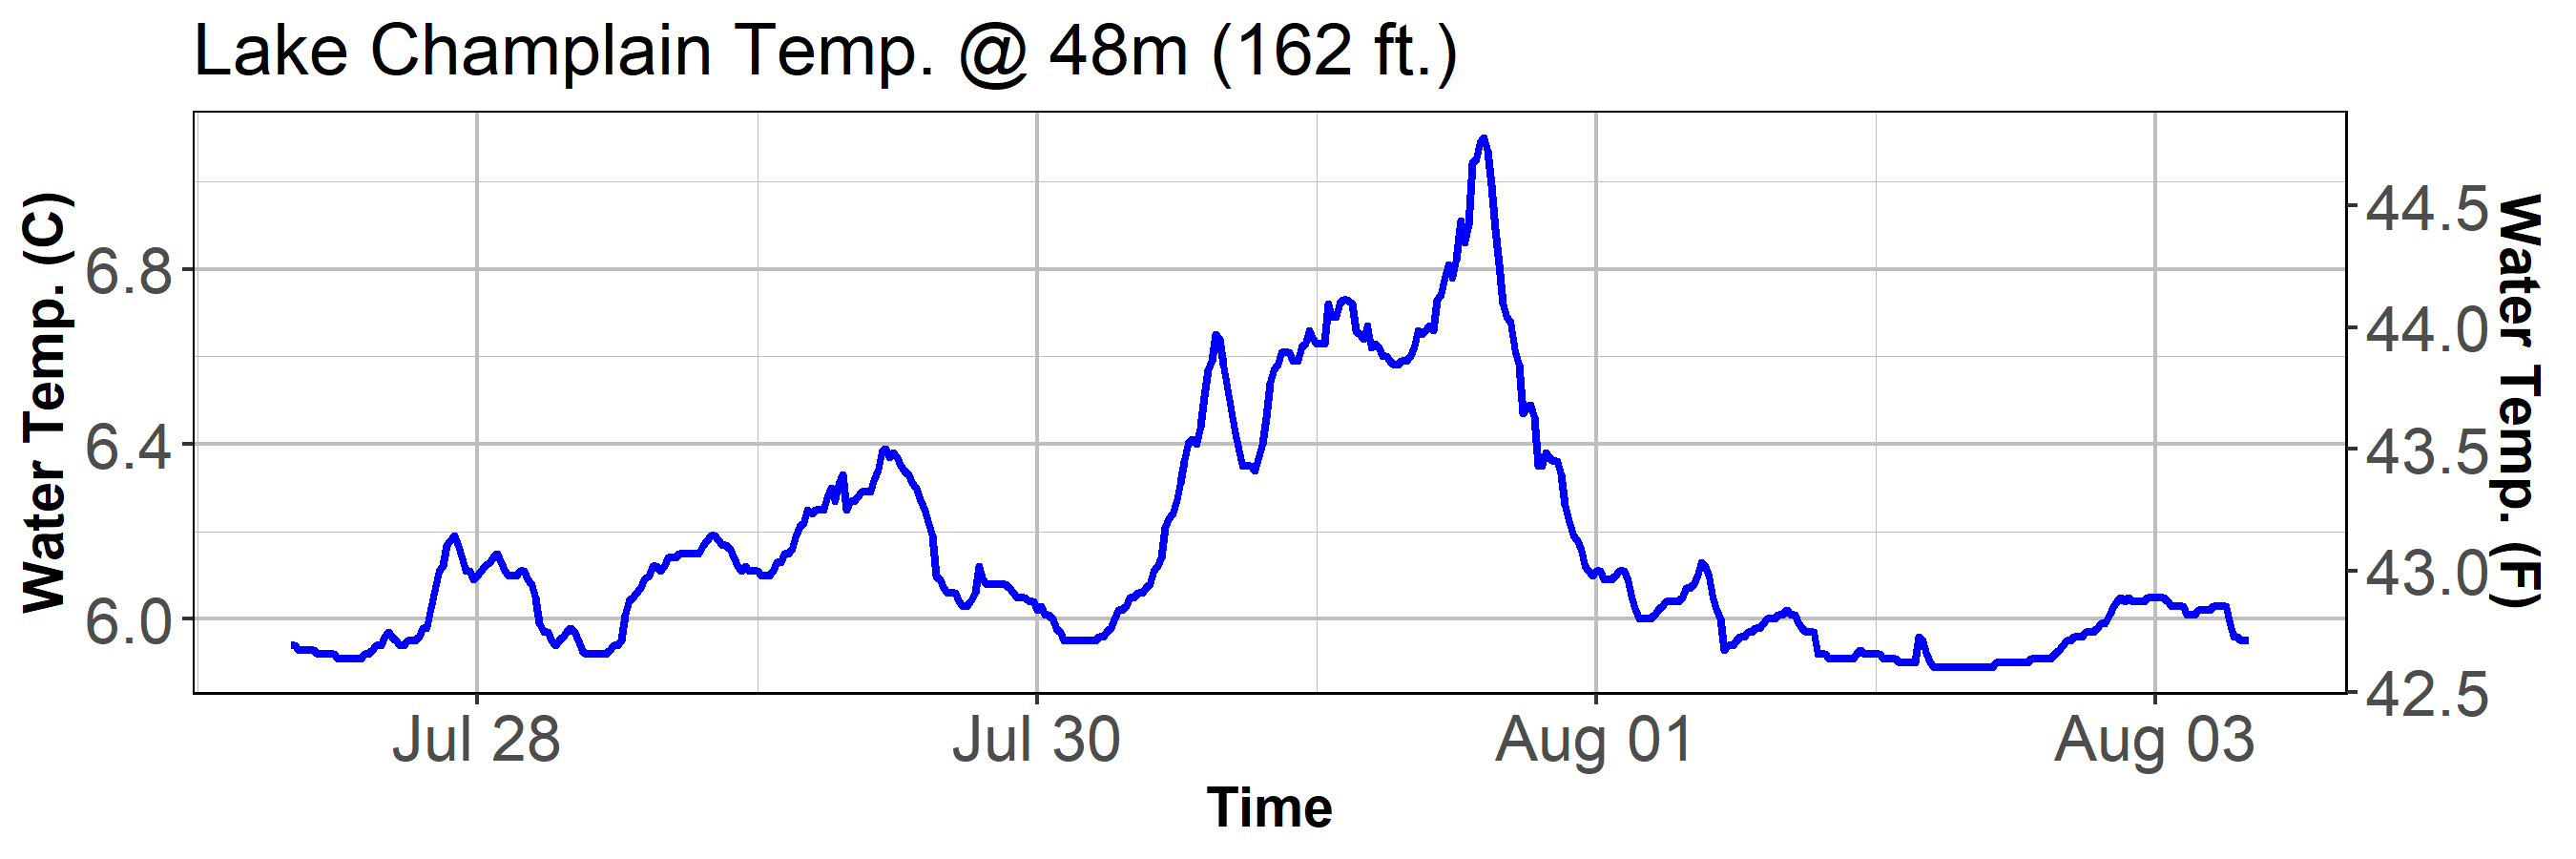 Lake Champlain Temp. @ 48m (162 ft.)
Water Temp. (C)
6.8
6.4
6.0
44.5
44.0
43.5
43.0
42.5
Water Temp. (F)
Jul 28
Jul 30
Aug 01
Aug 03
Time